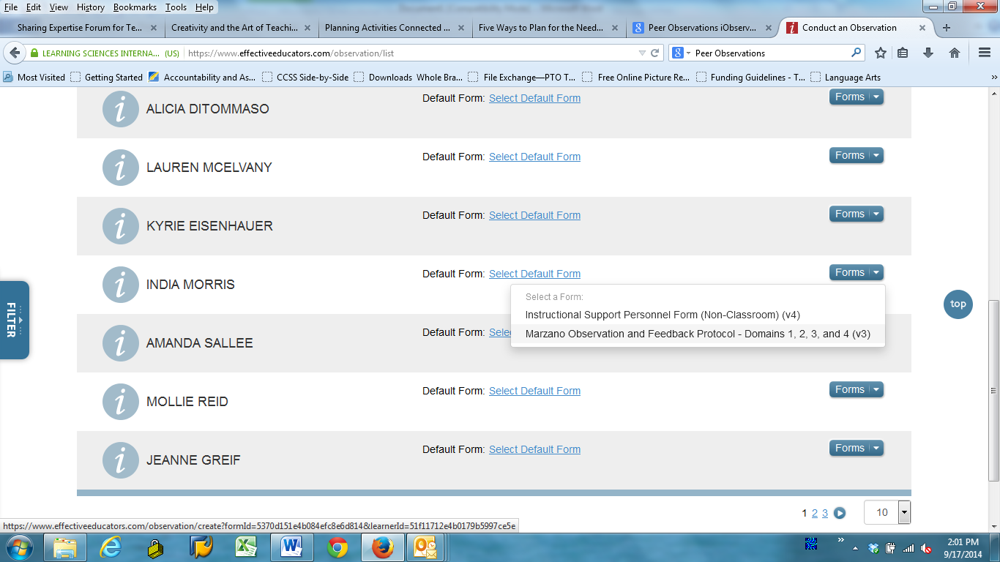 File Edit View History Bookmarks Tools Help
Sharing Expertise Forum for Te... × Creativity and the Art of Teachi... × Planning Activities Connected ... × Five Ways to Plan for the Need... × Peer Observations iObserv... × Conduct an Observation × +
LEARNING SCIENCES INTERNA... (US) https://www.effectiveeducators.com/observation/list Peer Observations
Most Visited Getting Started Accountability and As... CCSS Side-by-Side Downloads Whole Bra... File Exchange—PTO T... Free Online Picture Re... Funding Guidelines - T... Language Arts »
ALICIA DITOMMASO Default Form: Select Default Form Forms
LAUREN MCELVANY Default Form: Select Default Form Forms
KYRIE EISENHAUER Default Form: Select Default Form Forms
INDIA MORRIS Default Form: Select Default Form Forms
Select a Form:
Instructional Support Personnel Form (Non-Classroom) (v4)
Marzano Observation and Feedback Protocol - Domains 1, 2, 3, and 4 (v3)
FILTER
top
AMANDA SALLEE Default Form:
MOLLIE REID Default Form: Select Default Form Forms
JEANNE GREIF Default Form: Select Default Form Forms
1 2 3 10
https://www.effectiveeducators.com/observation/create?formId=5370d151e4b084efc8e6d814&learnerId=51f11712e4b0179b5997ce5e
2:01 PM
9/17/2014